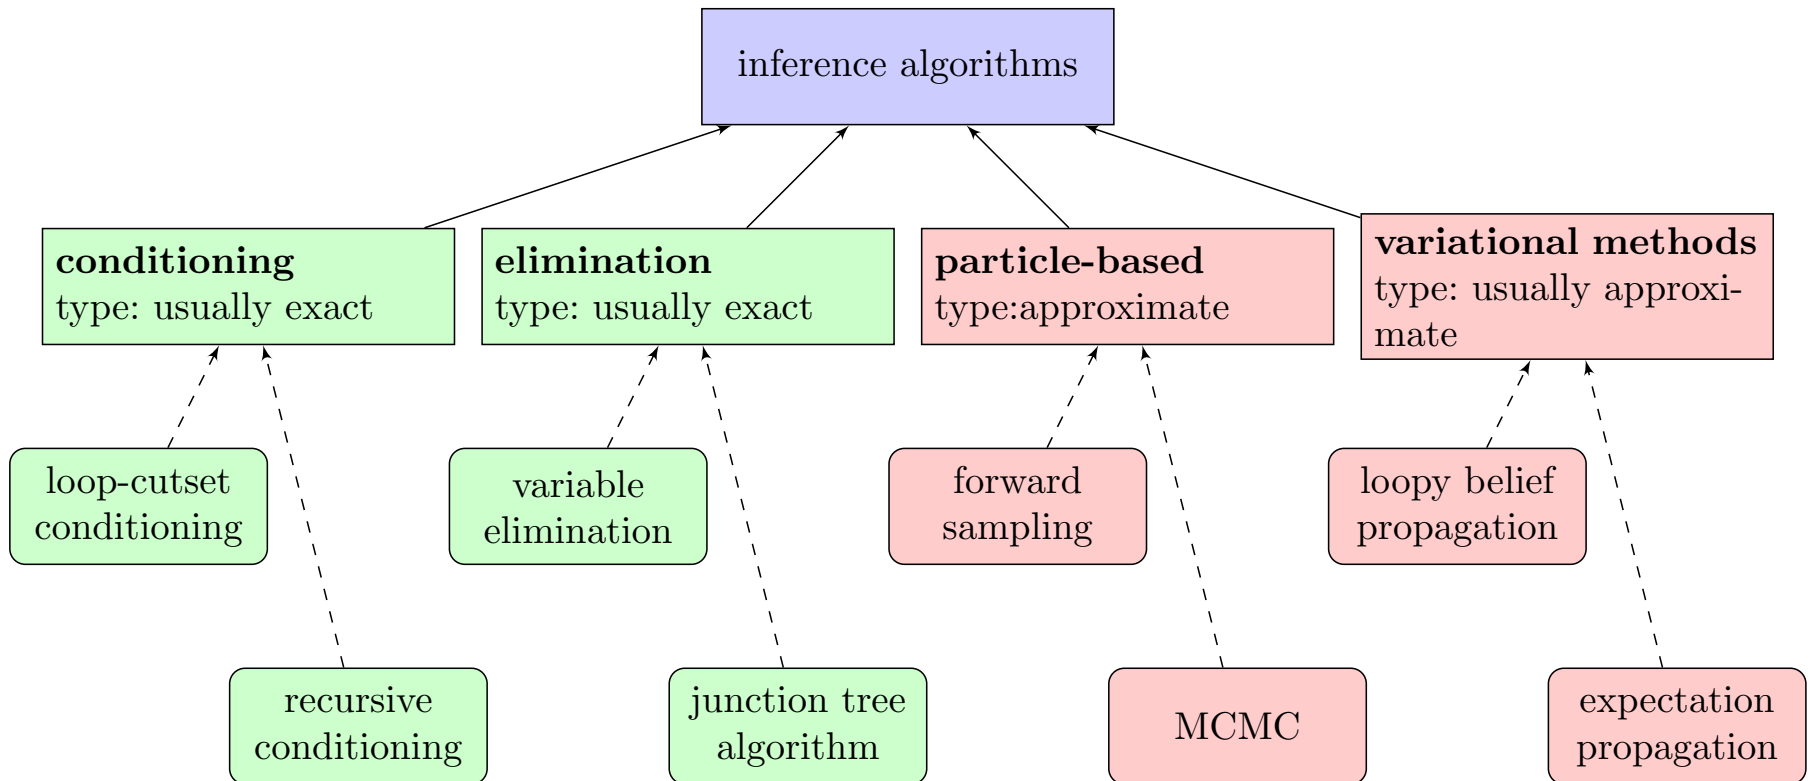 inference algorithms
conditioning
type: usually exact
elimination
type: usually exact
particle-based
type:approximate
variational methods
type: usually approxi-
mate
loop-cutset
conditioning
variable
elimination
forward
sampling
loopy belief
propagation
recursive
conditioning
junction tree
algorithm
MCMC
expectation
propagation